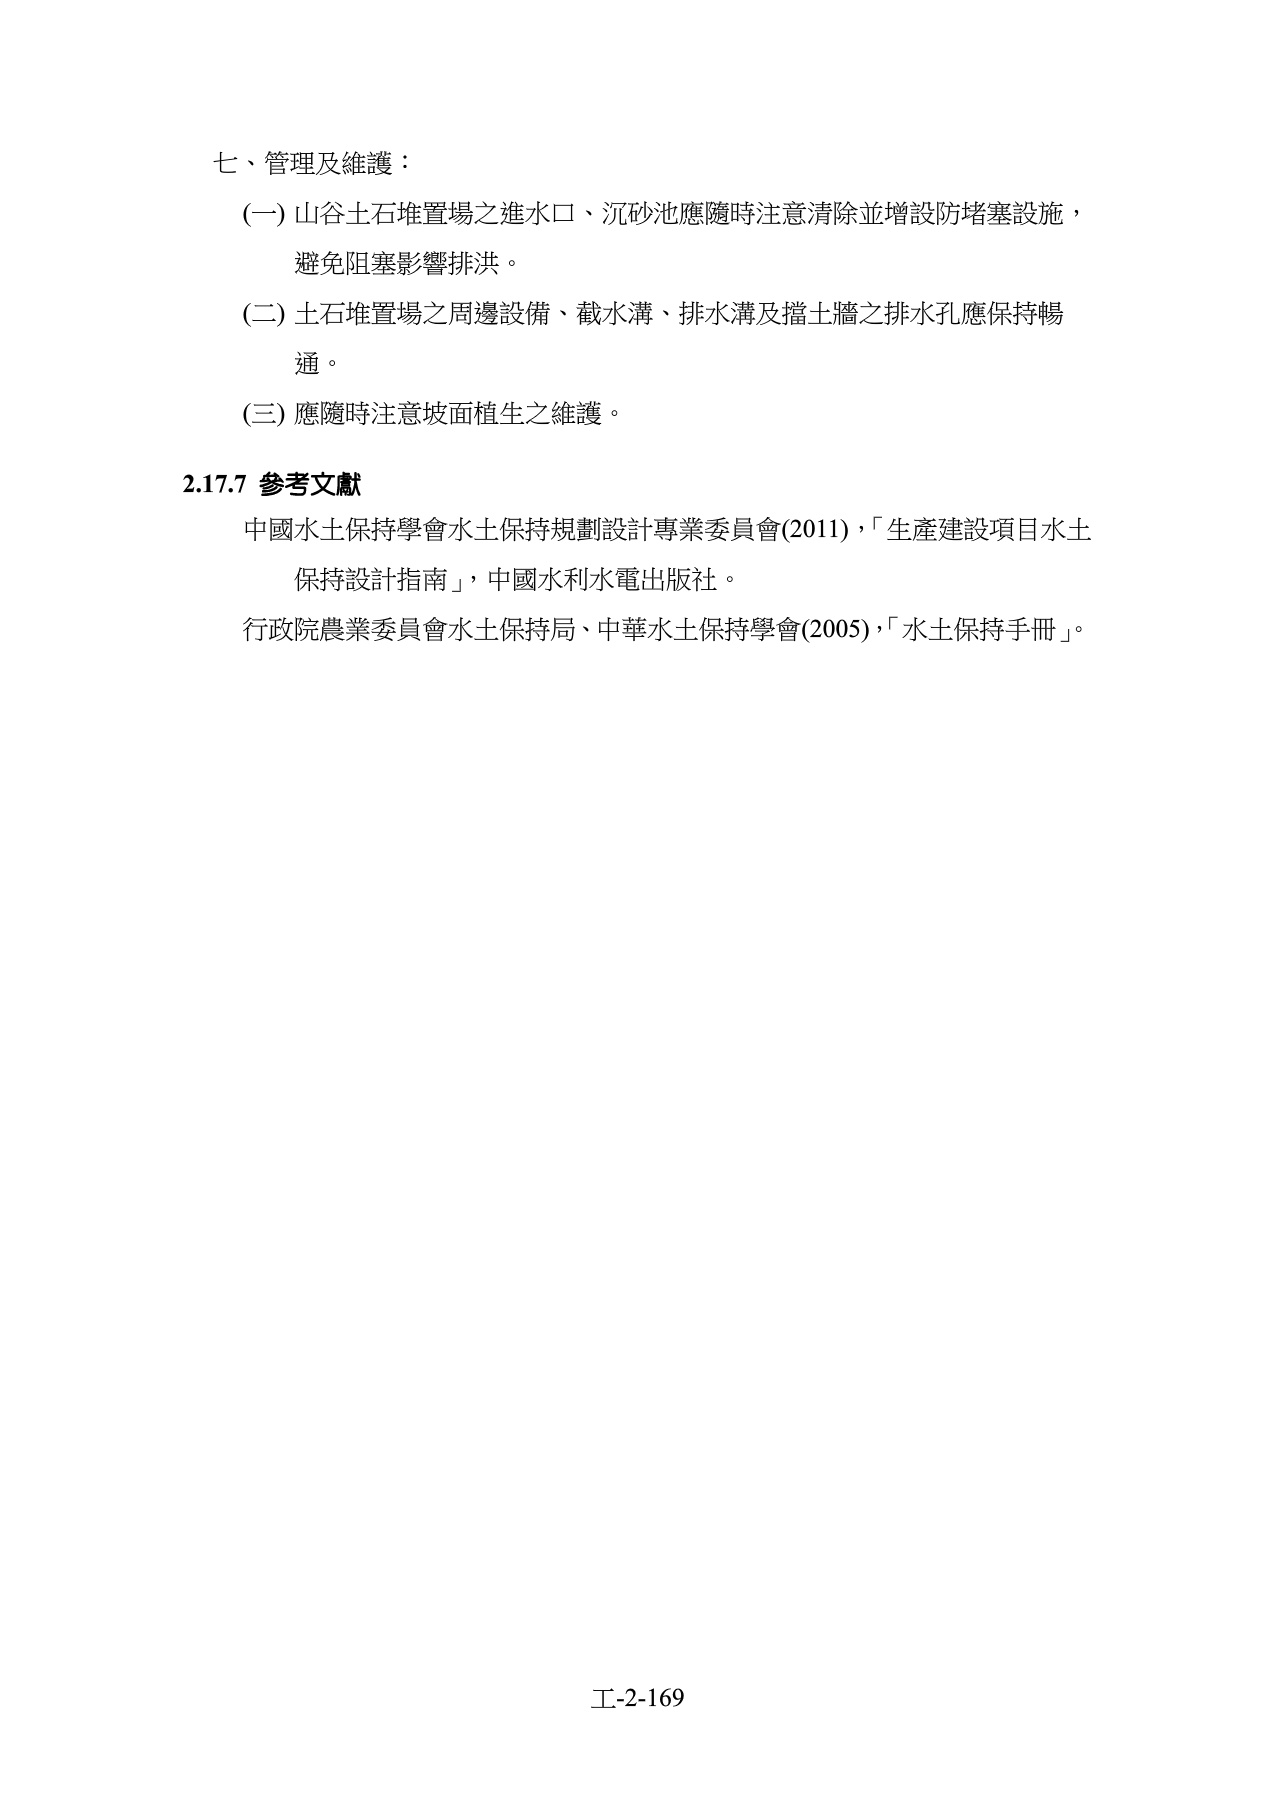 七、管理及維護：
(一) 山谷土石堆置場之進水口、沉砂池應隨時注意清除並增設防堵塞設施，
避免阻塞影響排洪。
(二) 土石堆置場之周邊設備、截水溝、排水溝及擋土牆之排水孔應保持暢
通。
(三) 應隨時注意坡面植生之維護。
2.17.7 參考文獻
中國水土保持學會水土保持規劃設計專業委員會(2011)，「生產建設項目水土
保持設計指南」，中國水利水電出版社。
行政院農業委員會水土保持局、中華水土保持學會(2005)，「水土保持手冊」。
工-2-169